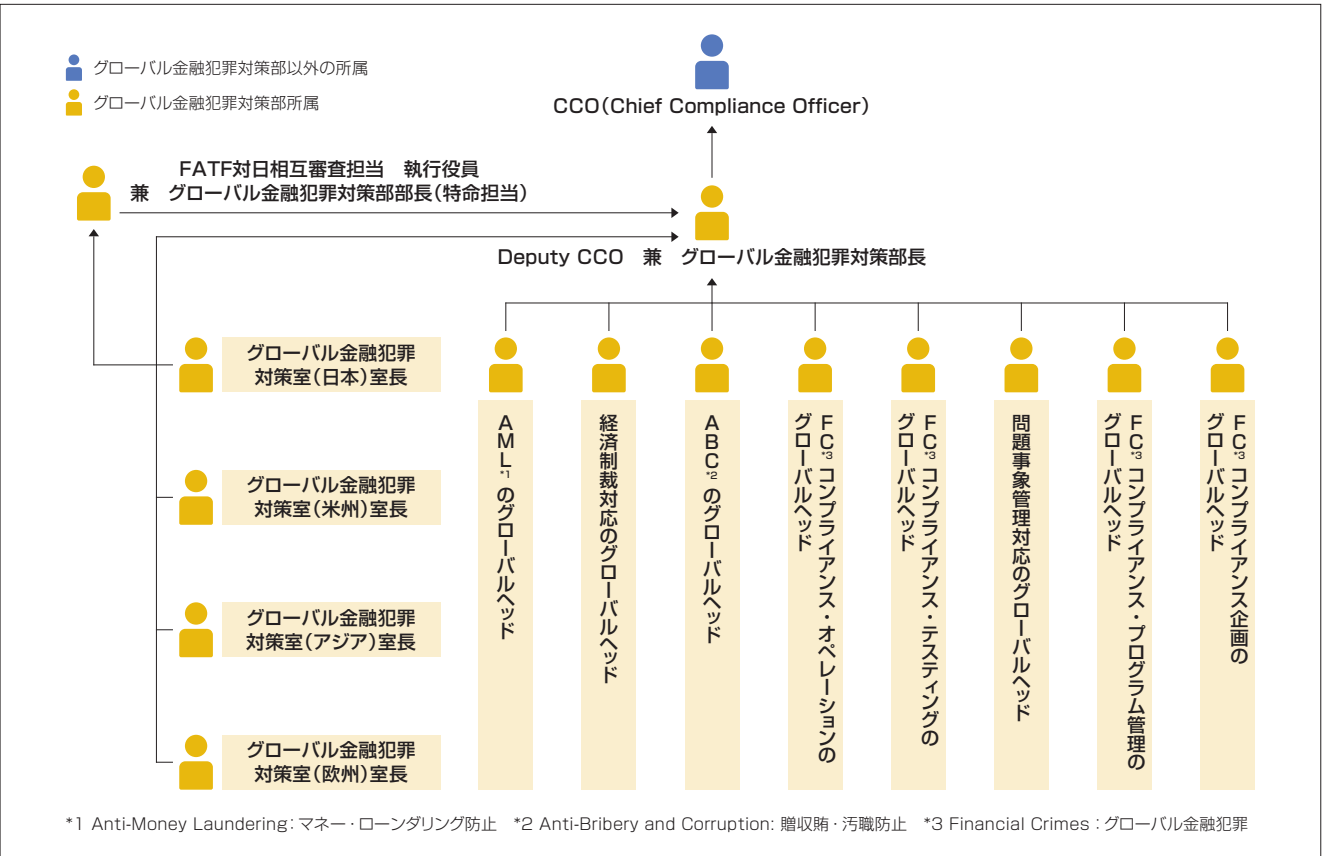 グローバル金融犯罪対策部以外の所属
グローバル金融犯罪対策部所属
CCO(Chief Compliance Officer)
FATF対日相互審査担当　執行役員
兼　グローバル金融犯罪対策部部長(特命担当)
Deputy CCO　兼　グローバル金融犯罪対策部長
グローバル金融犯罪
対策室(日本)室長
グローバル金融犯罪
対策室(米州)室長
グローバル金融犯罪
対策室(アジア)室長
グローバル金融犯罪
対策室(欧州)室長
AML*1のグローバルヘッド
経済制裁対応のグローバルヘッド
ABC*2のグローバルヘッド
FC*3コンプライアンス・オペレーションの
グローバルヘッド
FC*3コンプライアンス・テスティングの
グローバルヘッド
問題事象管理対応のグローバルヘッド
FC*3コンプライアンス・プログラム管理の
グローバルヘッド
FC*3コンプライアンス企画の
グローバルヘッド
*1 Anti-Money Laundering:マネー・ローンダリング防止　*2 Anti-Bribery and Corruption: 贈収賄・汚職防止　*3 Financial Crimes:グローバル金融犯罪